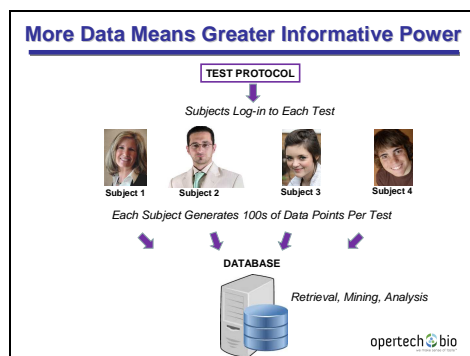 More Data Means Greater Informative Power
TEST PROTOCOL
Subjects Log-in to Each Test
Subject 1 Subject 2 Subject 3 Subject 4
Each Subject Generates 100s of Data Points Per Test
DATABASE
Retrieval, Mining, Analysis
opertech bio